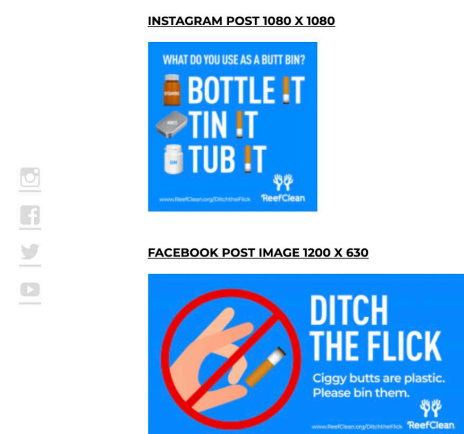 INSTAGRAM POST 1080 X 1080
WHAT DO YOU USE AS A BUTT BIN?
BOTTLE IT
TIN IT
TUB IT
www.ReefClean.org/DitchtheFlick
ReefClean
FACEBOOK POST IMAGE 1200 X 630
DITCH
THE FLICK
Ciggy butts are plastic.
Please bin them.
www.ReefClean.org/DitchtheFlick
ReefClean